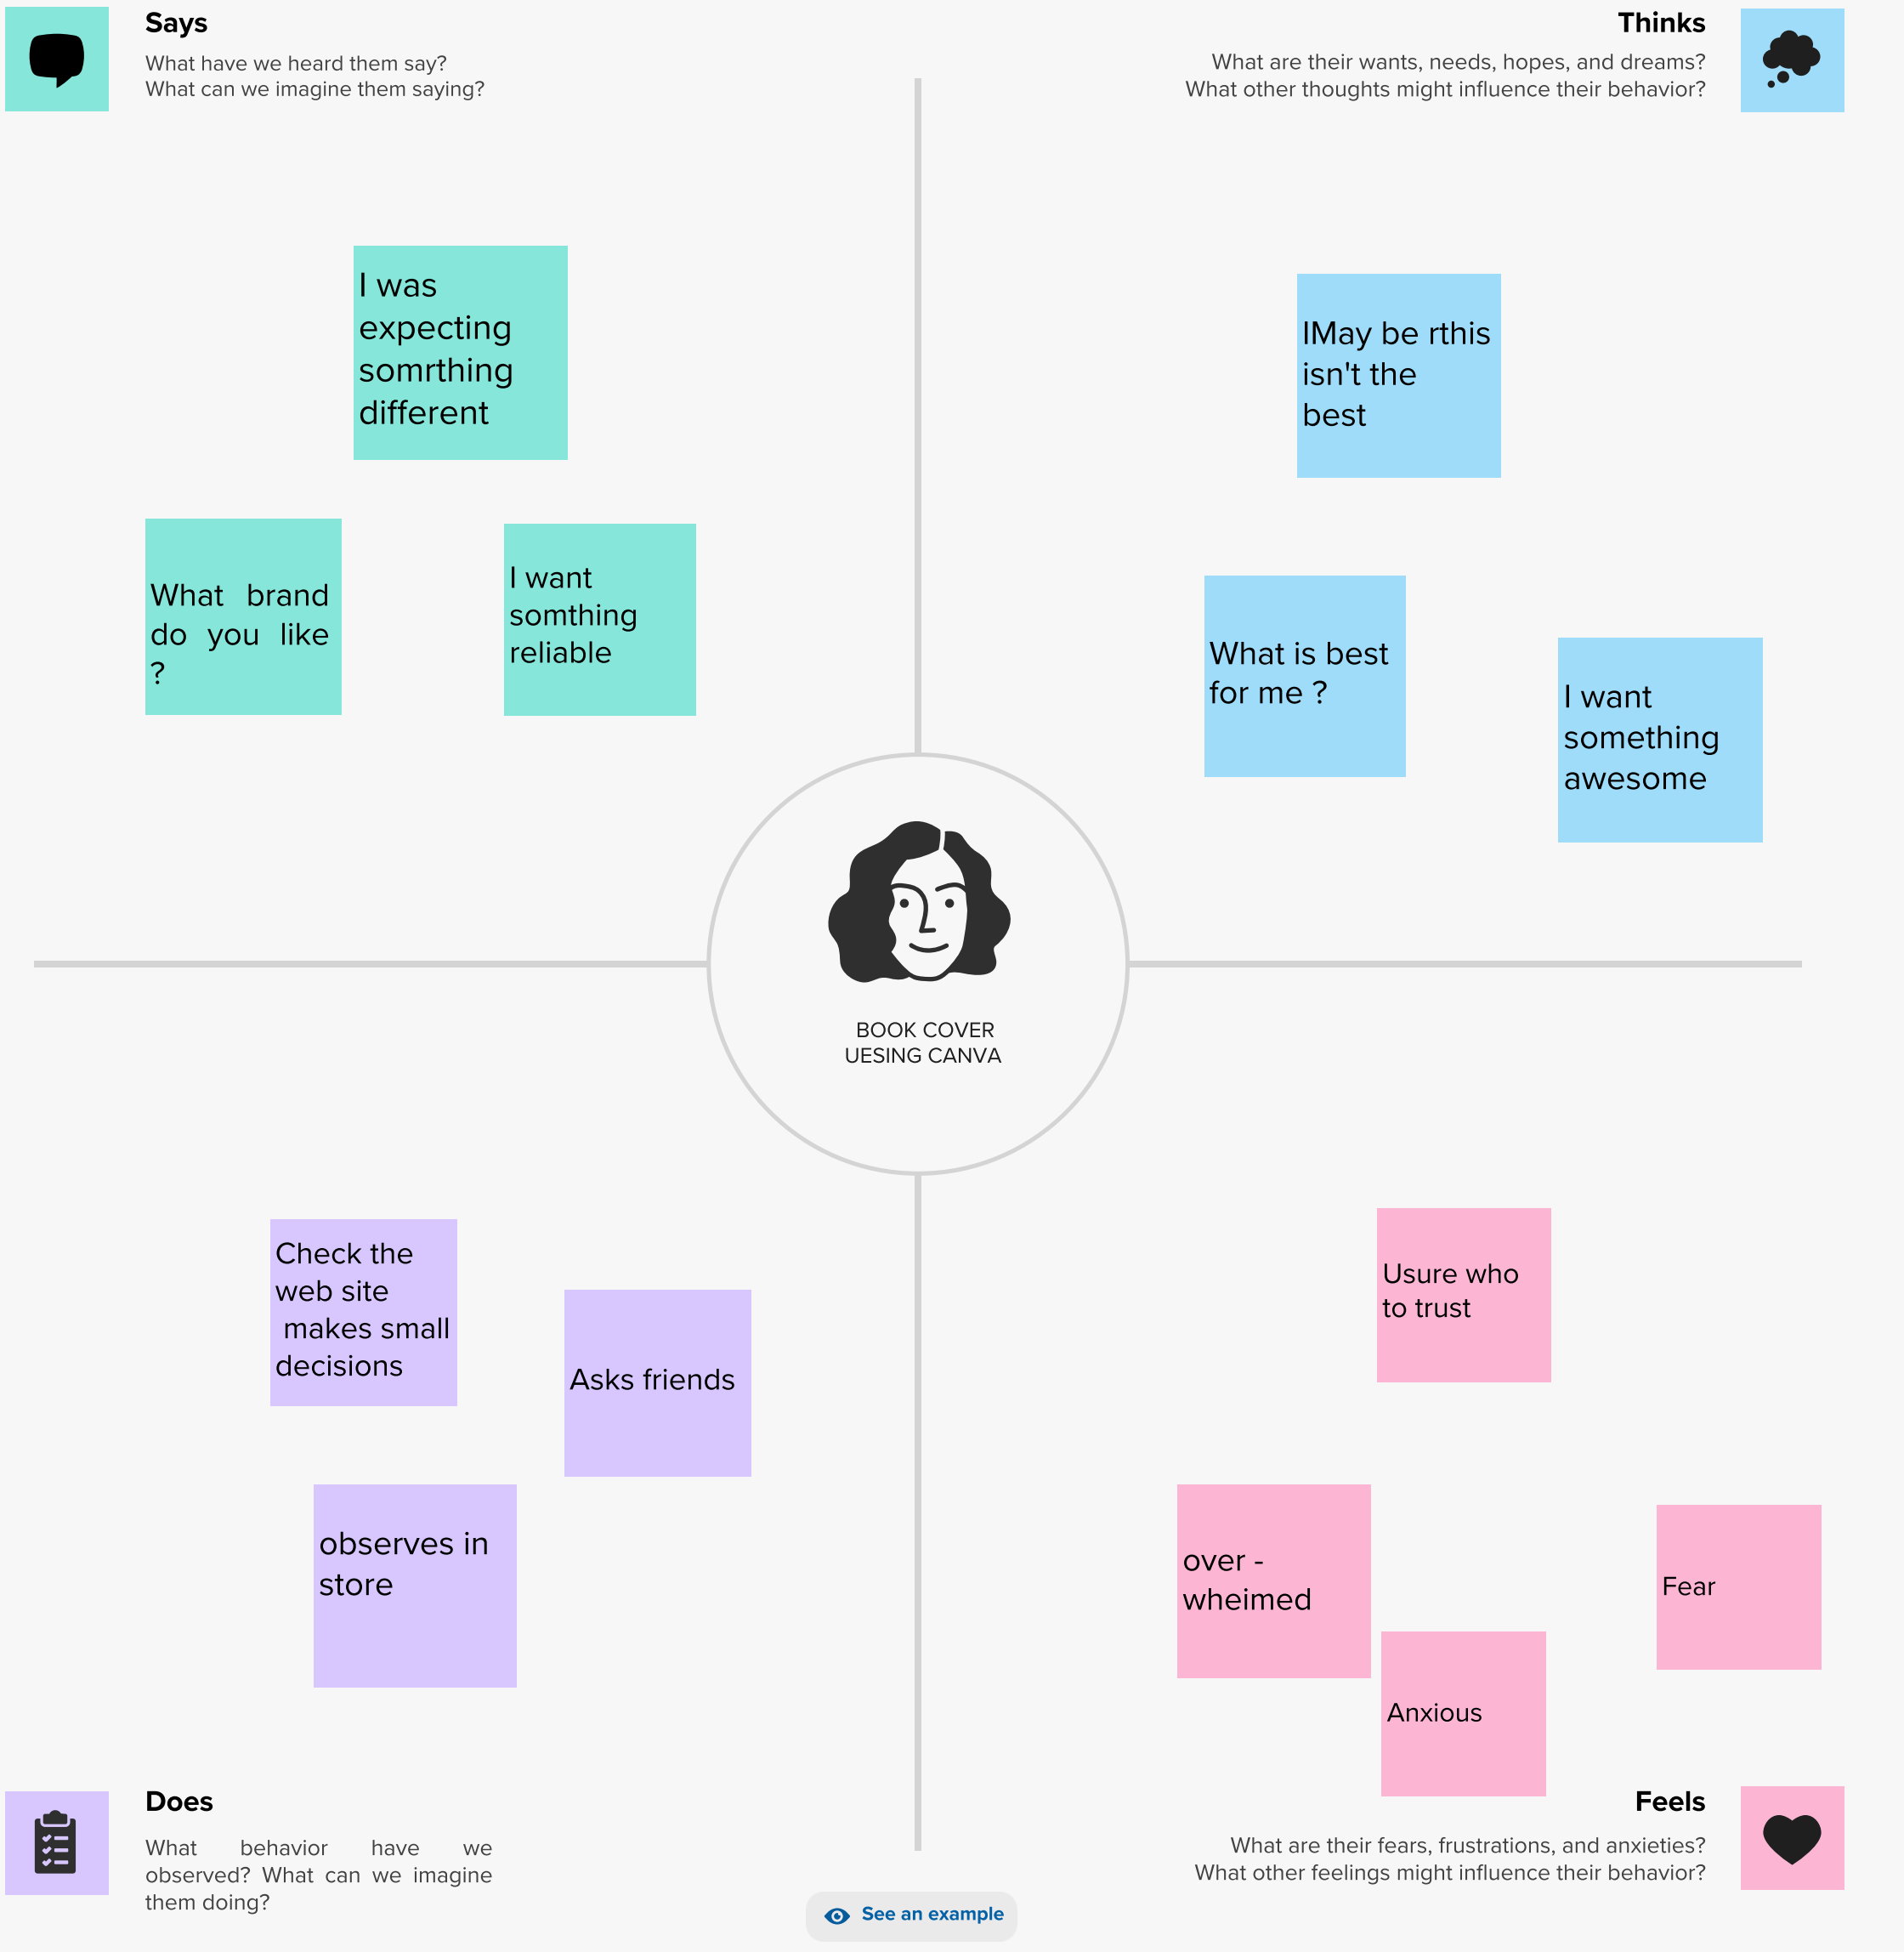 Says
What have we heard them say?
What can we imagine them saying?
Thinks
What are their wants, needs, hopes, and dreams?
What other thoughts might influence their behavior?
I was
expecting
somrthing
different
What brand
do you like
?
I want
somthing
reliable
IMay be rthis
isn't the
best
What is best
for me ?
I want
something
awesome
BOOK COVER
UESING CANVA
Check the
web site
makes small
decisions
Asks friends
observes in
store
Usure who
to trust
over -
wheimed
Fear
Anxious
Does
What behavior have we
observed? What can we imagine
them doing?
Feels
What are their fears, frustrations, and anxieties?
What other feelings might influence their behavior?
See an example